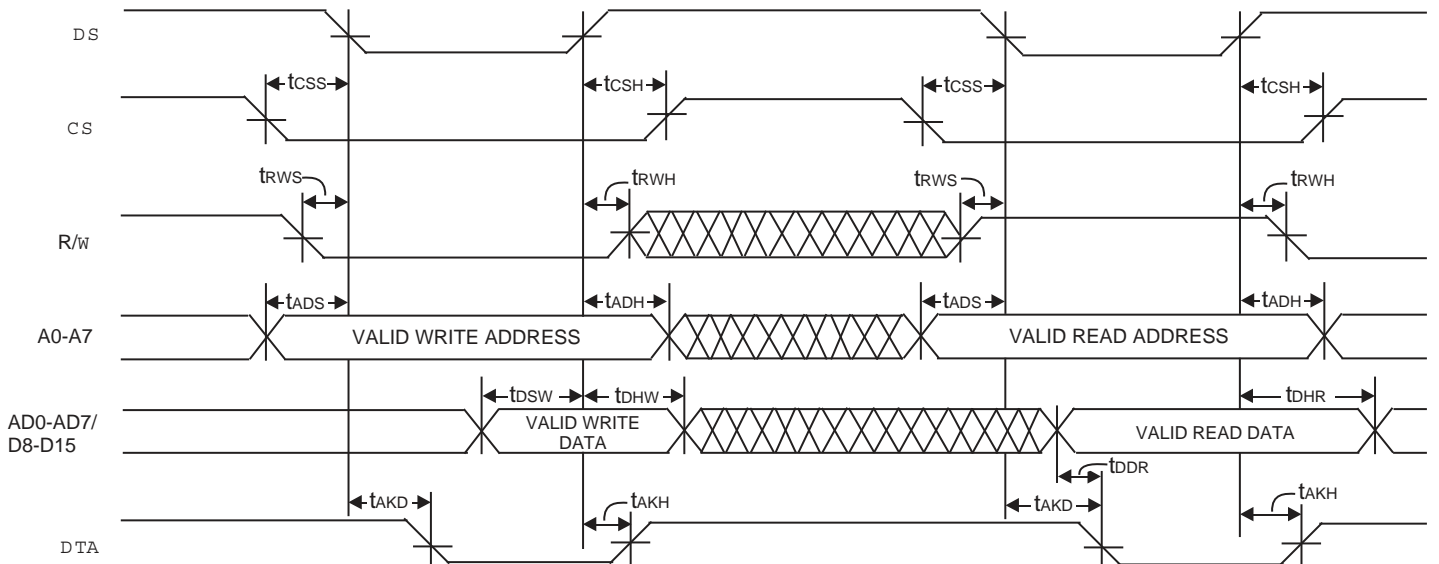 DS
tCSS
tCSH
tCSS
tCSH
CS
tRWS
tRWH
tRWS
tRWH
R/W
tADS
tADH
tADS
tADH
A0-A7
VALID WRITE ADDRESS
VALID READ ADDRESS
tDSW
tDHW
tDHR
AD0-AD7/
D8-D15
VALID WRITE
DATA
VALID READ DATA
tDDR
tAKD
tAKH
tAKD
tAKH
DTA